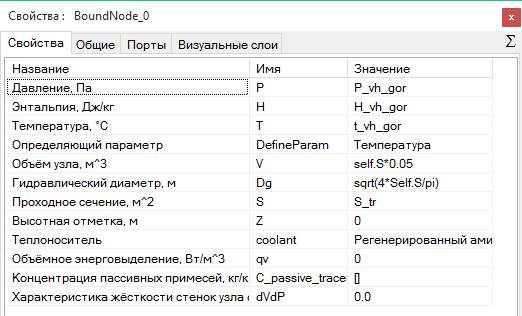 Свойства : BoundNode_0
Свойства Общие Порты Визуальные слои Σ
Название Имя Значение
Давление, Па P P_vh_gor
Энтальпия, Дж/кг H H_vh_gor
Температура, °C T t_vh_gor
Определяющий параметр DefineParam Температура
Объём узла, м^3 V self.S*0.05
Гидравлический диаметр, м Dg sqrt(4*Self.S/pi)
Проходное сечение, м^2 S S_tr
Высотная отметка, м Z 0
Теплоноситель coolant Регенерированный ами
Объёмное энерговыделение, Вт/м^3 qv 0
Концентрация пассивных примесей, кг/к C_passive_trace []
Характеристика жёсткости стенок узла dVdP 0.0